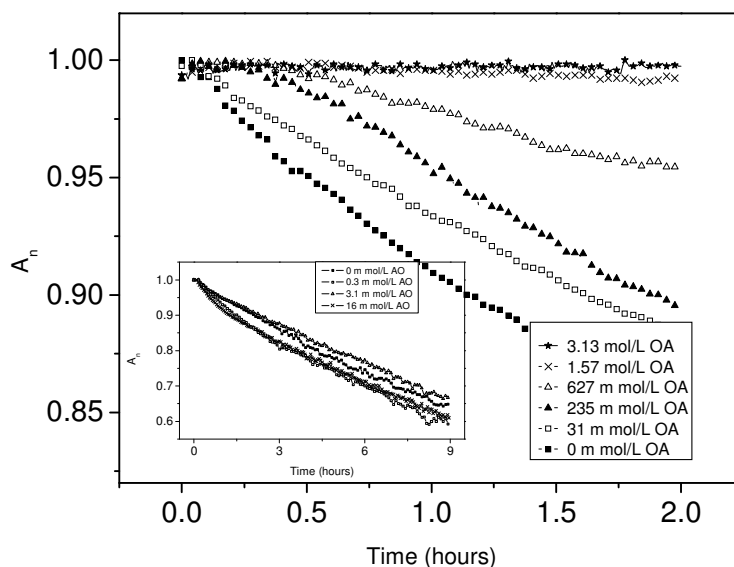 1.00
0.95
0.90
0.85
A_n
0.0 0.5 1.0 1.5 2.0
Time (hours)
3.13 mol/L OA
1.57 mol/L OA
627 m mol/L OA
235 m mol/L OA
31 m mol/L OA
0 m mol/L OA
1.0
0.9
0.8
0.7
0.6
A_n
0 3 6 9
Time (hours)
0 m mol/L AO
0.3 m mol/L AO
3.1 m mol/L AO
16 m mol/L AO